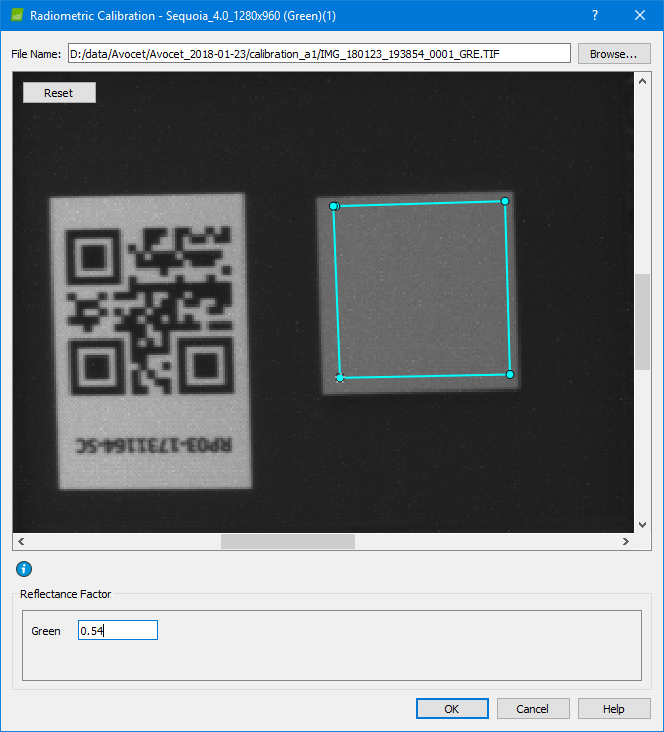 Radiometric Calibration - Sequoia_4.0_1280x960 (Green)(1)
File Name: D:/data/Avocet/Avocet_2018-01-23/calibration_a1/IMG_180123_193854_0001_GRE.TIF Browse...
Reset
RP03-1731164-SC
Reflectance Factor
Green 0.54
OK Cancel Help